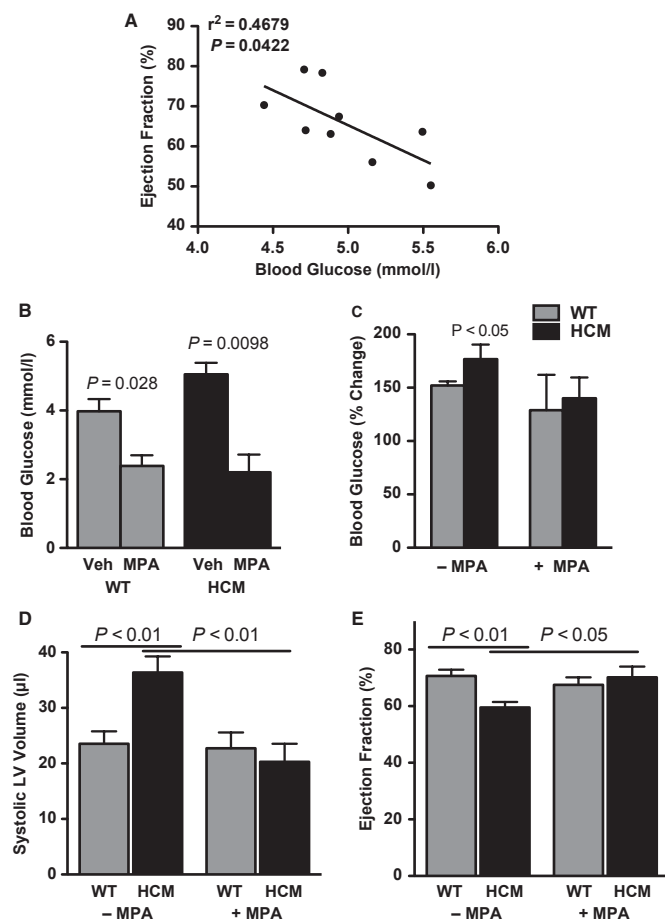 A
r² = 0.4679
P = 0.0422
Ejection Fraction (%)
90
80
70
60
50
40
4.0 4.5 5.0 5.5 6.0
Blood Glucose (mmol/l)
B
Blood Glucose (mmol/l)
6
4
2
0
P = 0.028
P = 0.0098
Veh MPA Veh MPA
WT HCM
C
WT
HCM
Blood Glucose (% Change)
200
150
100
50
0
P < 0.05
– MPA + MPA
D
P < 0.01 P < 0.01
Systolic LV Volume (µl)
40
30
20
10
0
WT HCM WT HCM
– MPA + MPA
E
P < 0.01 P < 0.05
Ejection Fraction (%)
80
60
40
20
0
WT HCM WT HCM
– MPA + MPA